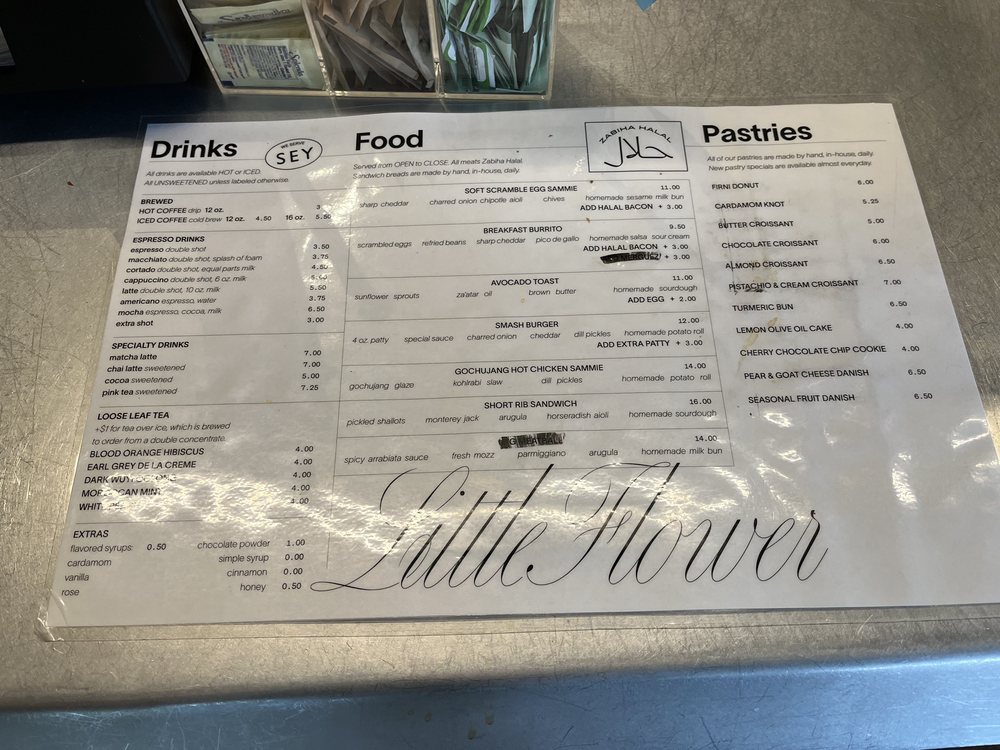 Splenda
Drinks
WE SERVE
SEY
All drinks are available HOT or ICED.
All UNSWEETENED unless labeled otherwise.
BREWED
HOT COFFEE drip 12 oz.
ICED COFFEE cold brew 12 oz. 4.50 16 oz. 5.50
ESPRESSO DRINKS
espresso double shot 3.50
macchiato double shot, splash of foam 3.75
cortado double shot, equal parts milk 4.50
cappuccino double shot, 6 oz. milk
latte double shot, 10 oz. milk 5.50
americano espresso, water 3.75
mocha espresso, cocoa, milk 6.50
extra shot 3.00
SPECIALTY DRINKS
matcha latte 7.00
chai latte sweetened 7.00
cocoa sweetened 5.00
pink tea sweetened 7.25
LOOSE LEAF TEA
+$1 for tea over ice, which is brewed
to order from a double concentrate.
BLOOD ORANGE HIBISCUS 4.00
EARL GREY DE LA CREME 4.00
DARK 4.00
MOROCCAN MINT 4.00
4.00
EXTRAS
flavored syrups: 0.50
cardamom
vanilla
rose
chocolate powder 1.00
simple syrup 0.00
cinnamon 0.00
honey 0.50
Food
Served from OPEN to CLOSE. All meats Zabiha Halal.
Sandwich breads are made by hand, in-house, daily.
ZABIHA HALAL
حلال
SOFT SCRAMBLE EGG SAMMIE 11.00
sharp cheddar charred onion chipotle aioli chives homemade sesame milk bun
ADD HALAL BACON + 3.00
BREAKFAST BURRITO 9.50
scrambled eggs refried beans sharp cheddar pico de gallo homemade salsa sour cream
ADD HALAL BACON + 3.00
+ 3.00
AVOCADO TOAST 11.00
sunflower sprouts za'atar oil brown butter homemade sourdough
ADD EGG + 2.00
SMASH BURGER 12.00
4 oz. patty special sauce charred onion cheddar dill pickles homemade potato roll
ADD EXTRA PATTY + 3.00
GOCHUJANG HOT CHICKEN SAMMIE 14.00
gochujang glaze kohlrabi slaw dill pickles homemade potato roll
SHORT RIB SANDWICH 16.00
pickled shallots monterey jack arugula horseradish aioli homemade sourdough
14.00
spicy arrabiata sauce fresh mozz parmiggiano arugula homemade milk bun
Little Flower
Pastries
All of our pastries are made by hand, in-house, daily.
New pastry specials are available almost everyday.
FIRNI DONUT 6.00
CARDAMOM KNOT 5.25
BUTTER CROISSANT 5.00
CHOCOLATE CROISSANT 6.00
ALMOND CROISSANT 6.50
PISTACHIO & CREAM CROISSANT 7.00
TURMERIC BUN 6.50
LEMON OLIVE OIL CAKE 4.00
CHERRY CHOCOLATE CHIP COOKIE 4.00
PEAR & GOAT CHEESE DANISH 6.50
SEASONAL FRUIT DANISH 6.50